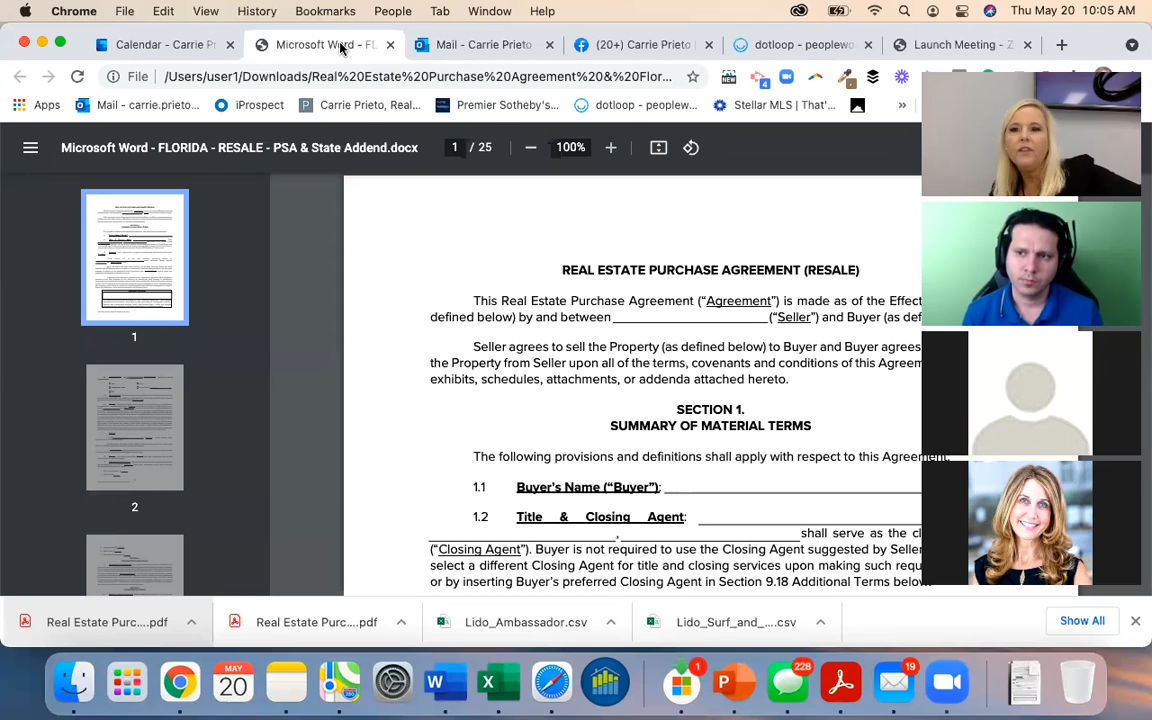 Chrome File Edit View History Bookmarks People Tab Window Help Thu May 20 10:05 AM
Calendar - Carrie Pr Microsoft Word - FL Mail - Carrie Prieto (20+) Carrie Prieto dotloop - peoplew Launch Meeting - Z
File /Users/user1/Downloads/Real%20Estate%20Purchase%20Agreement%20&%20Flor... NEW 4
Apps Mail - carrie.prieto... iProspect Carrie Prieto, Real... Premier Sotheby's... dotloop - peoplew... Stellar MLS | That'... »
Microsoft Word - FLORIDA - RESALE - PSA & State Addend.docx 1 / 25 100%
1
2
REAL ESTATE PURCHASE AGREEMENT (RESALE)
This Real Estate Purchase Agreement (“Agreement”) is made as of the Effect
defined below) by and between ____________ (“Seller”) and Buyer (as def
Seller agrees to sell the Property (as defined below) to Buyer and Buyer agrees
the Property from Seller upon all of the terms, covenants and conditions of this Agreem
exhibits, schedules, attachments, or addenda attached hereto.
SECTION 1.
SUMMARY OF MATERIAL TERMS
The following provisions and definitions shall apply with respect to this Agreement:
1.1 Buyer’s Name (“Buyer”):
1.2 Title & Closing Agent:
, shall serve as the cl
(“Closing Agent”). Buyer is not required to use the Closing Agent suggested by Seller
select a different Closing Agent for title and closing services upon making such requ
or by inserting Buyer’s preferred Closing Agent in Section 9.18 Additional Terms below.
Real Estate Purc....pdf Real Estate Purc....pdf Lido_Ambassador.csv Lido_Surf_and_....csv Show All
MAY 20 1 228 19